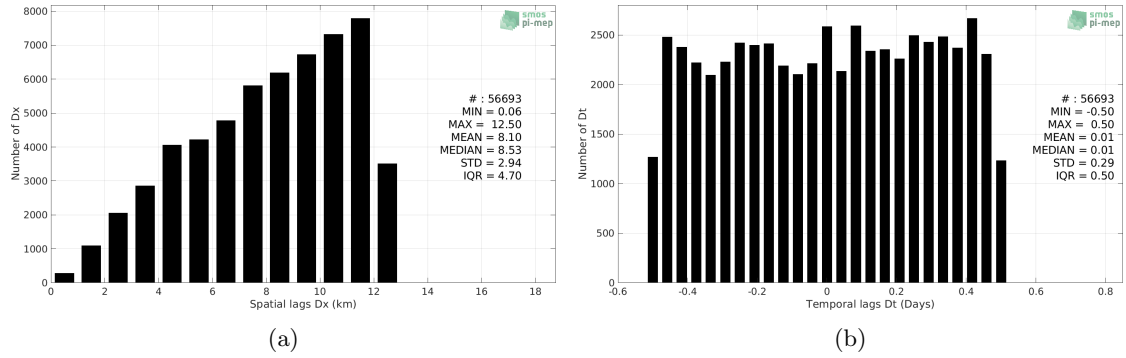 8000
7000
6000
5000
4000
3000
2000
1000
0
Number of Dx
0 2 4 6 8 10 12 14 16 18
Spatial lags Dx (km)
smos
pi-mep
# : 56693
MIN = 0.06
MAX = 12.50
MEAN = 8.10
MEDIAN = 8.53
STD = 2.94
IQR = 4.70
(a)
2500
2000
1500
1000
500
0
Number of Dt
-0.6 -0.4 -0.2 0 0.2 0.4 0.6 0.8
Temporal lags Dt (Days)
smos
pi-mep
# : 56693
MIN = -0.50
MAX = 0.50
MEAN = 0.01
MEDIAN = 0.01
STD = 0.29
IQR = 0.50
(b)